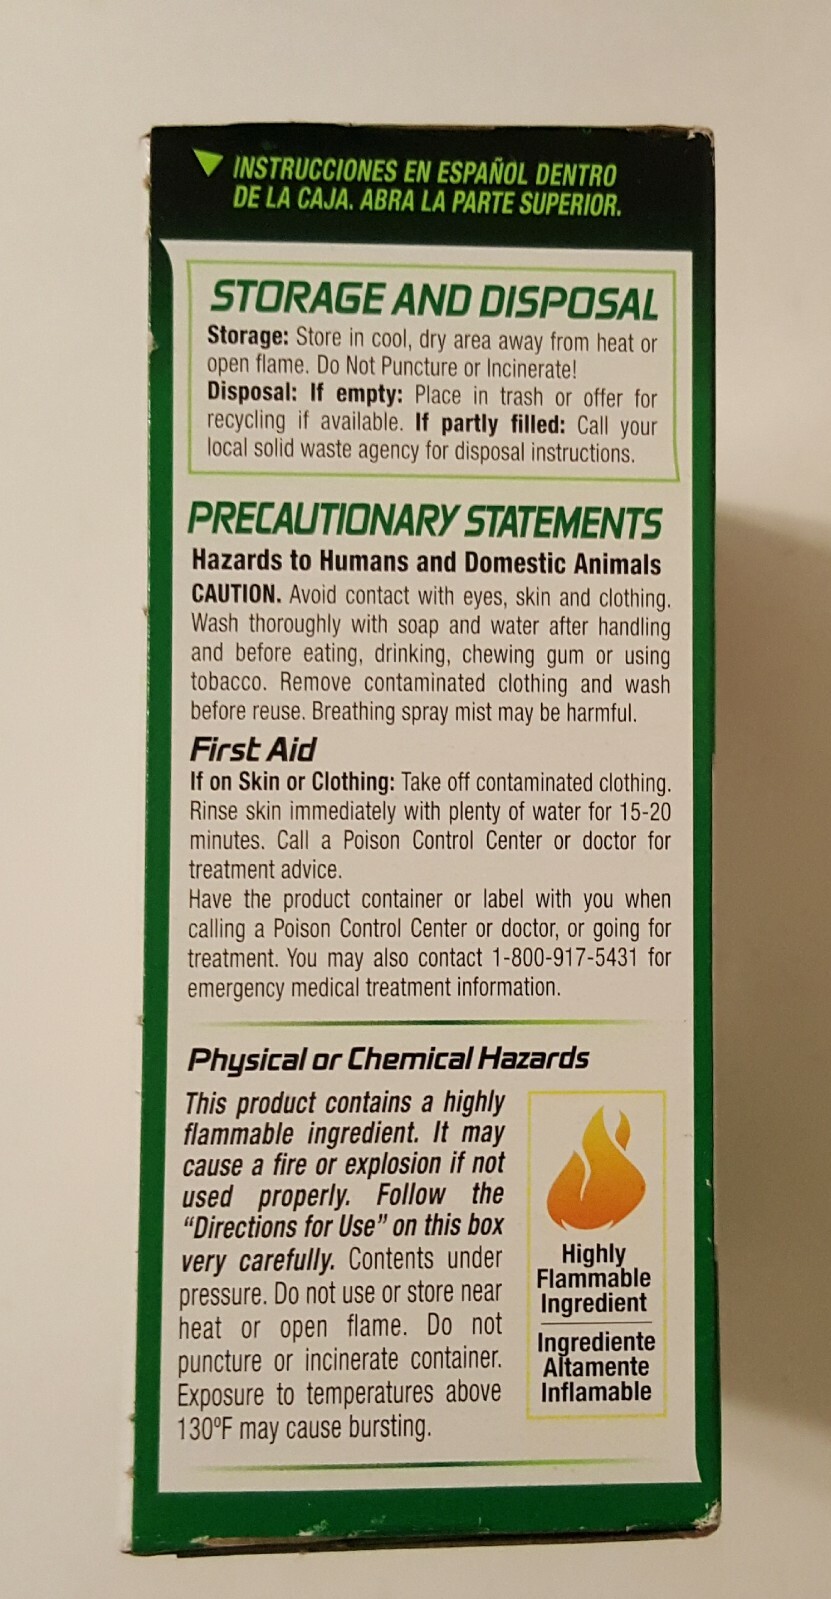 INSTRUCCIONES EN ESPAÑOL DENTRO
DE LA CAJA. ABRA LA PARTE SUPERIOR.
STORAGE AND DISPOSAL
Storage: Store in cool, dry area away from heat or
open flame. Do Not Puncture or Incinerate!
Disposal: If empty: Place in trash or offer for
recycling if available. If partly filled: Call your
local solid waste agency for disposal instructions.
PRECAUTIONARY STATEMENTS
Hazards to Humans and Domestic Animals
CAUTION. Avoid contact with eyes, skin and clothing.
Wash thoroughly with soap and water after handling
and before eating, drinking, chewing gum or using
tobacco. Remove contaminated clothing and wash
before reuse. Breathing spray mist may be harmful.
First Aid
If on Skin or Clothing: Take off contaminated clothing.
Rinse skin immediately with plenty of water for 15-20
minutes. Call a Poison Control Center or doctor for
treatment advice.
Have the product container or label with you when
calling a Poison Control Center or doctor, or going for
treatment. You may also contact 1-800-917-5431 for
emergency medical treatment information.
Physical or Chemical Hazards
This product contains a highly
flammable ingredient. It may
cause a fire or explosion if not
used properly. Follow the
“Directions for Use” on this box
very carefully. Contents under
pressure. Do not use or store near
heat or open flame. Do not
puncture or incinerate container.
Exposure to temperatures above
130ºF may cause bursting.
Highly
Flammable
Ingredient
Ingrediente
Altamente
Inflamable